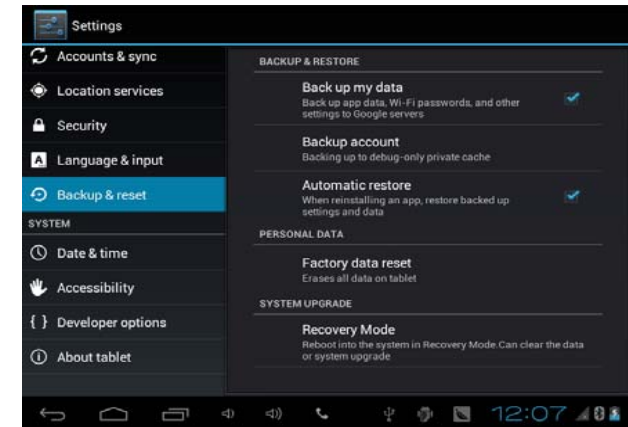 Settings
Accounts & sync
Location services
Security
A Language & input
Backup & reset
SYSTEM
Date & time
Accessibility
{ } Developer options
About tablet
BACKUP & RESTORE
Back up my data
Back up app data, Wi-Fi passwords, and other
settings to Google servers
Backup account
Backing up to debug-only private cache
Automatic restore
When reinstalling an app, restore backed up
settings and data
PERSONAL DATA
Factory data reset
Erases all data on tablet
SYSTEM UPGRADE
Recovery Mode
Reboot into the system in Recovery Mode.Can clear the data
or system upgrade
12:07